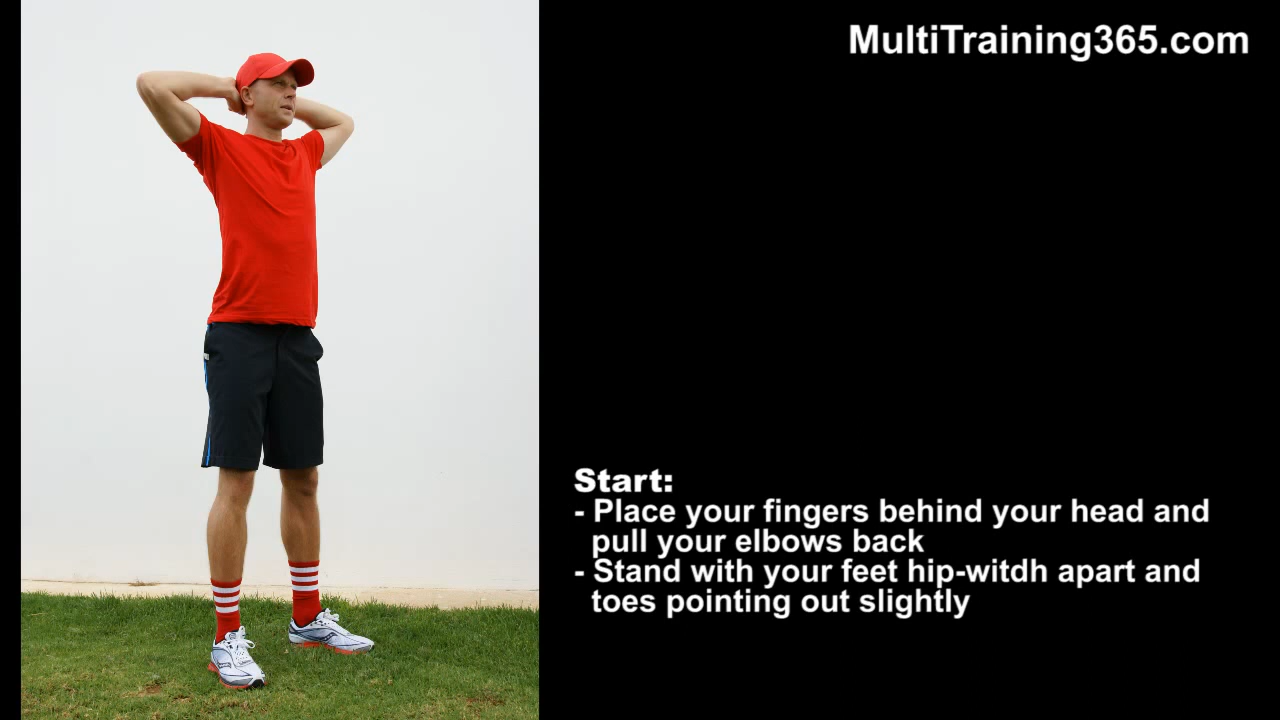 MultiTraining365.com
Start:
- Place your fingers behind your head and
pull your elbows back
- Stand with your feet hip-witdh apart and
toes pointing out slightly